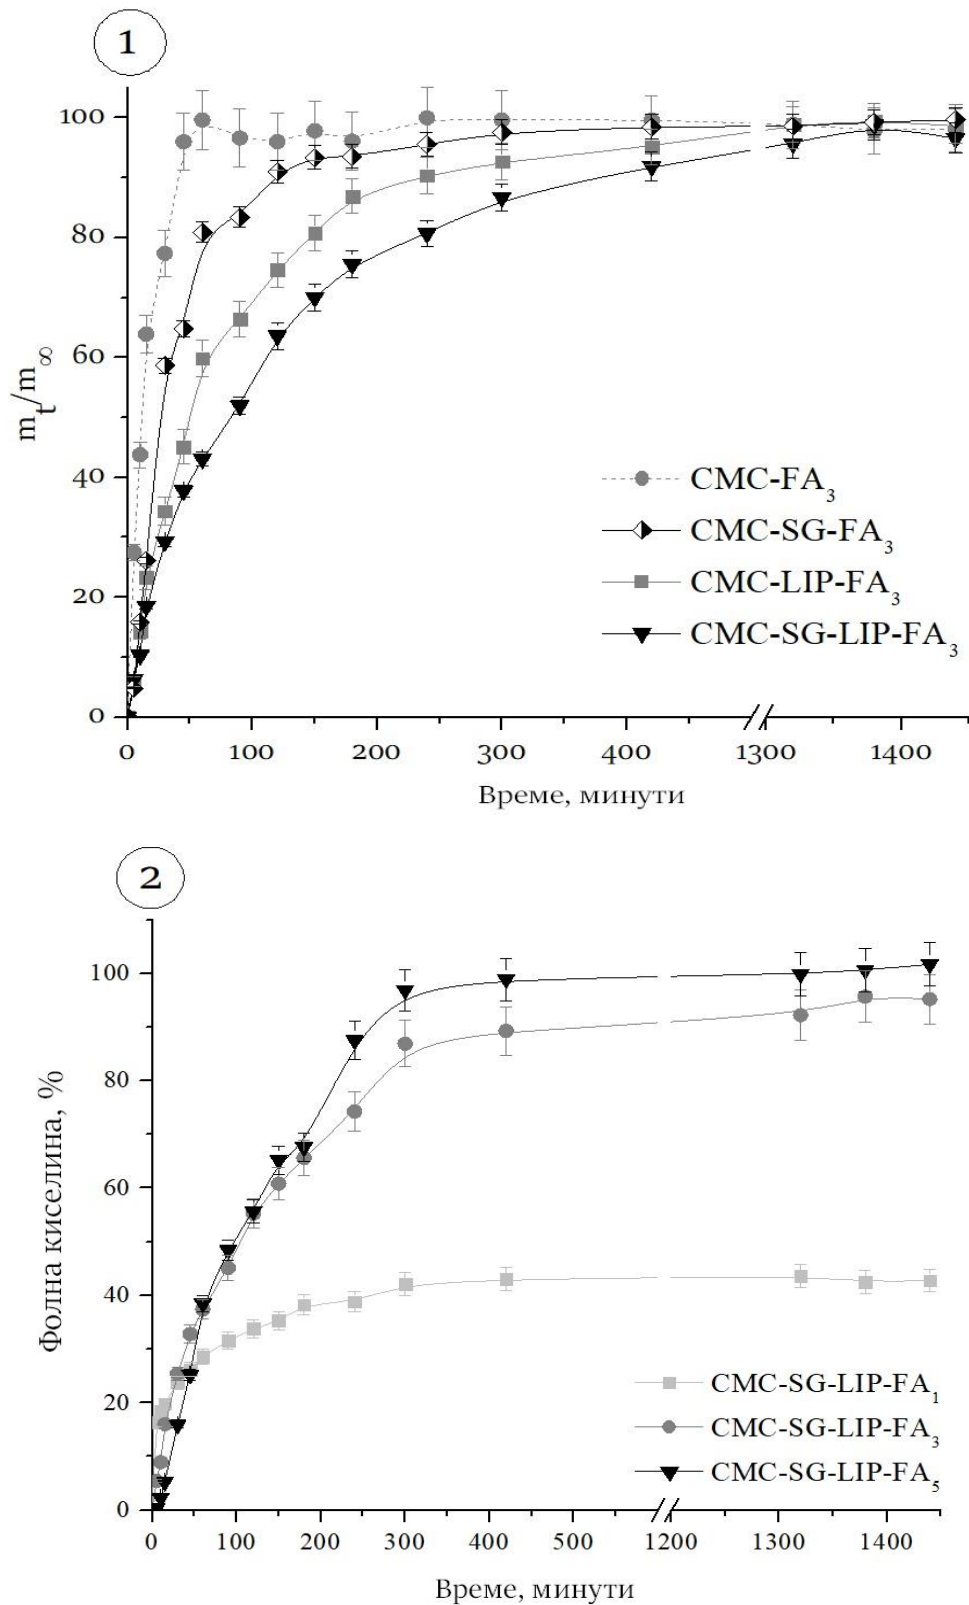 1
100
80
60
40
20
0
m_t/m_∞
CMC-FA₃
CMC-SG-FA₃
CMC-LIP-FA₃
CMC-SG-LIP-FA₃
0 100 200 300 400 1300 1400
Време, минути
2
100
80
60
40
20
0
Фолна киселина, %
CMC-SG-LIP-FA₁
CMC-SG-LIP-FA₃
CMC-SG-LIP-FA₅
0 100 200 300 400 500 1200 1300 1400
Време, минути